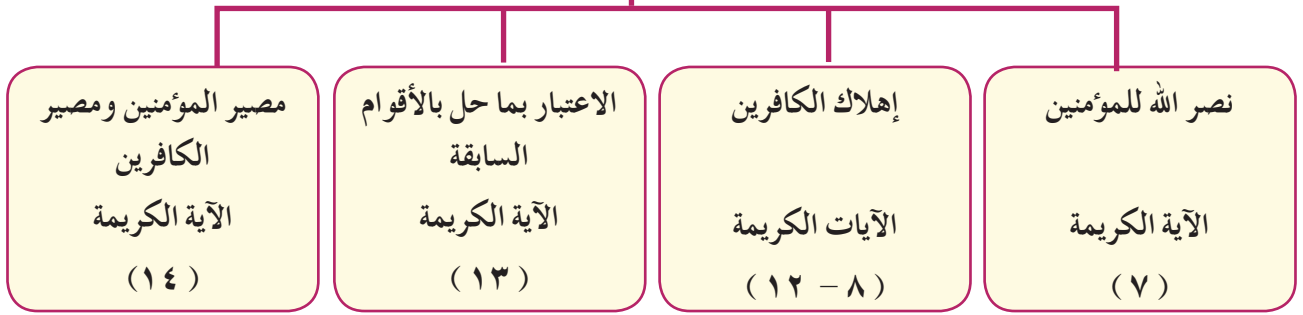 نصر الله للمؤمنين
الآية الكريمة
(٧)
إهلاك الكافرين
الآيات الكريمة
(٨ – ١٢)
الاعتبار بما حل بالأقوام
السابقة
الآية الكريمة
(١٣)
مصير المؤمنين ومصير
الكافرين
الآية الكريمة
(١٤)